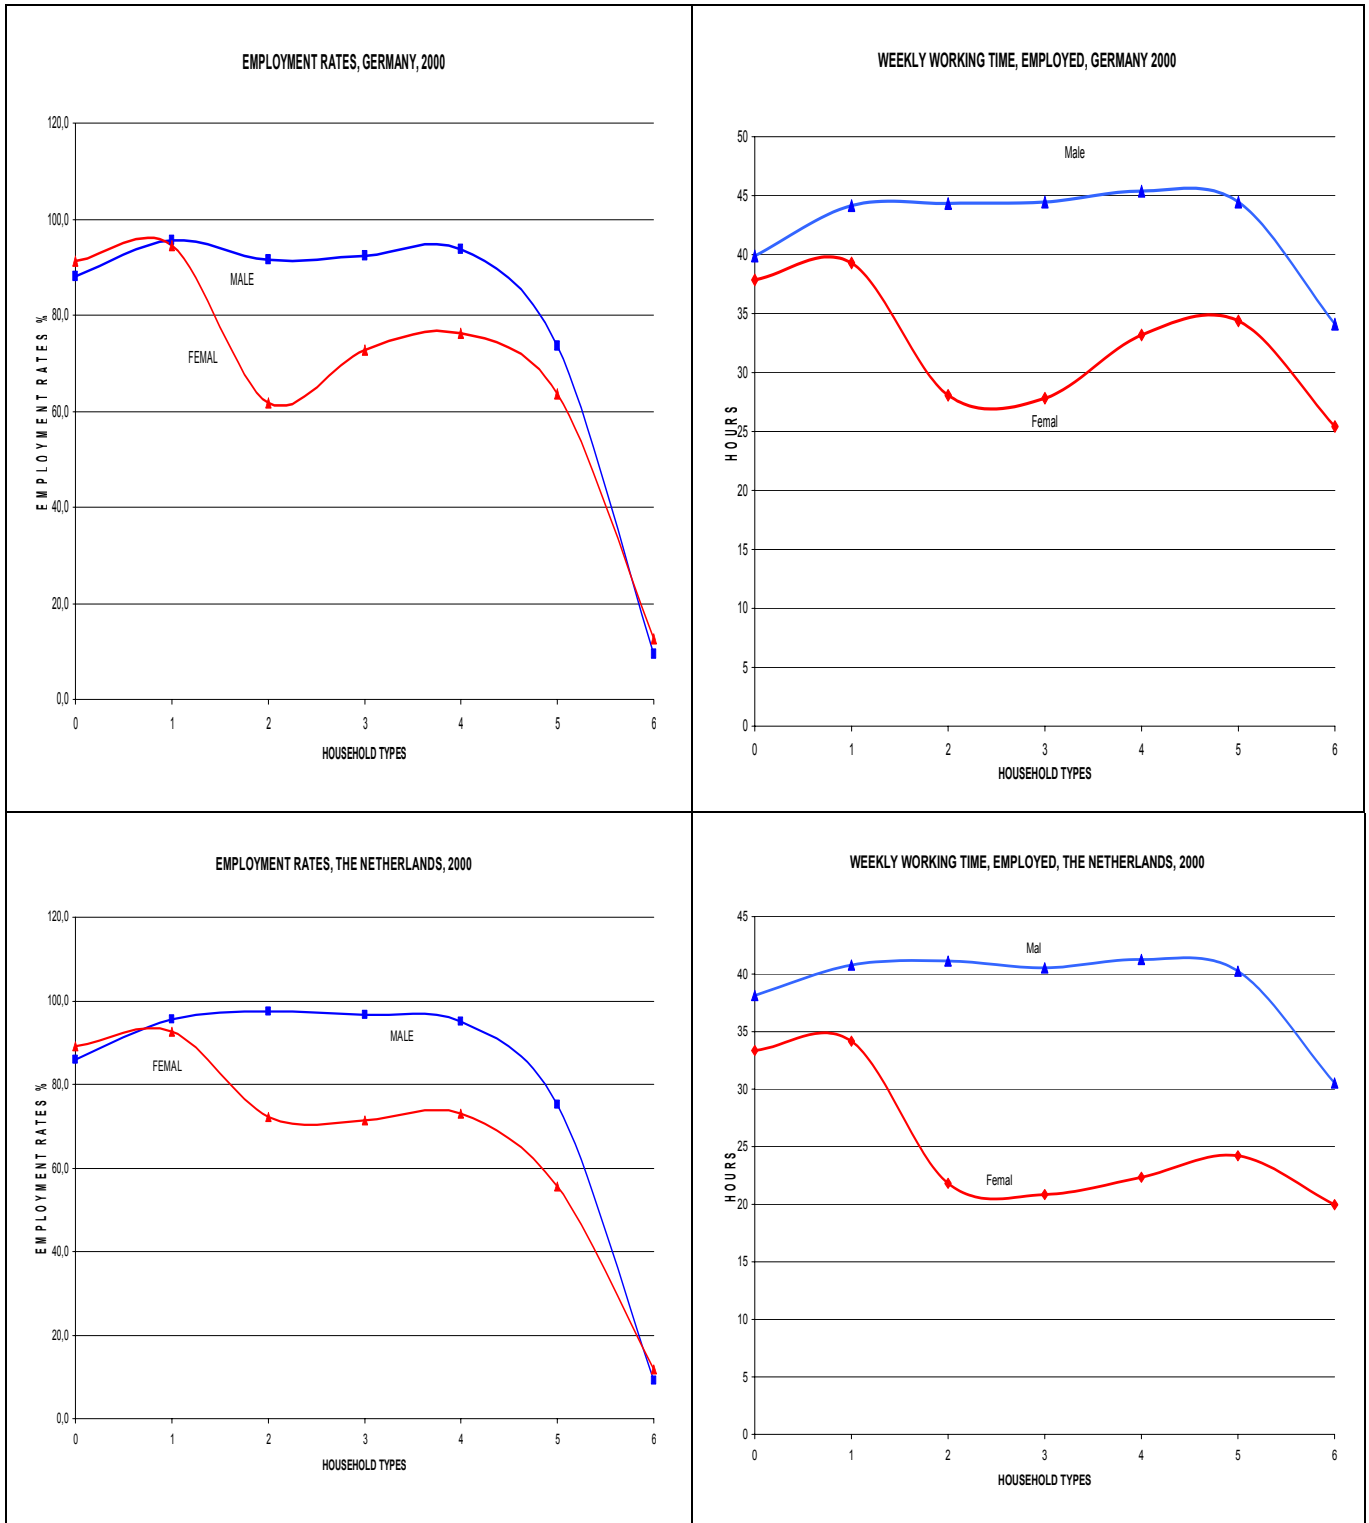 EMPLOYMENT RATES, GERMANY, 2000
120,0
100,0
80,0
60,0
40,0
20,0
0,0
EMPLOYMENT RATES %
MALE
FEMAL
0 1 2 3 4 5 6
HOUSEHOLD TYPES
WEEKLY WORKING TIME, EMPLOYED, GERMANY 2000
50
45
40
35
30
25
20
15
10
5
0
HOURS
Male
Femal
0 1 2 3 4 5 6
HOUSEHOLD TYPES
EMPLOYMENT RATES, THE NETHERLANDS, 2000
120,0
100,0
80,0
60,0
40,0
20,0
0,0
EMPLOYMENT RATES %
MALE
FEMAL
0 1 2 3 4 5 6
HOUSEHOLD TYPES
WEEKLY WORKING TIME, EMPLOYED, THE NETHERLANDS, 2000
45
40
35
30
25
20
15
10
5
0
HOURS
Mal
Femal
0 1 2 3 4 5 6
HOUSEHOLD TYPES